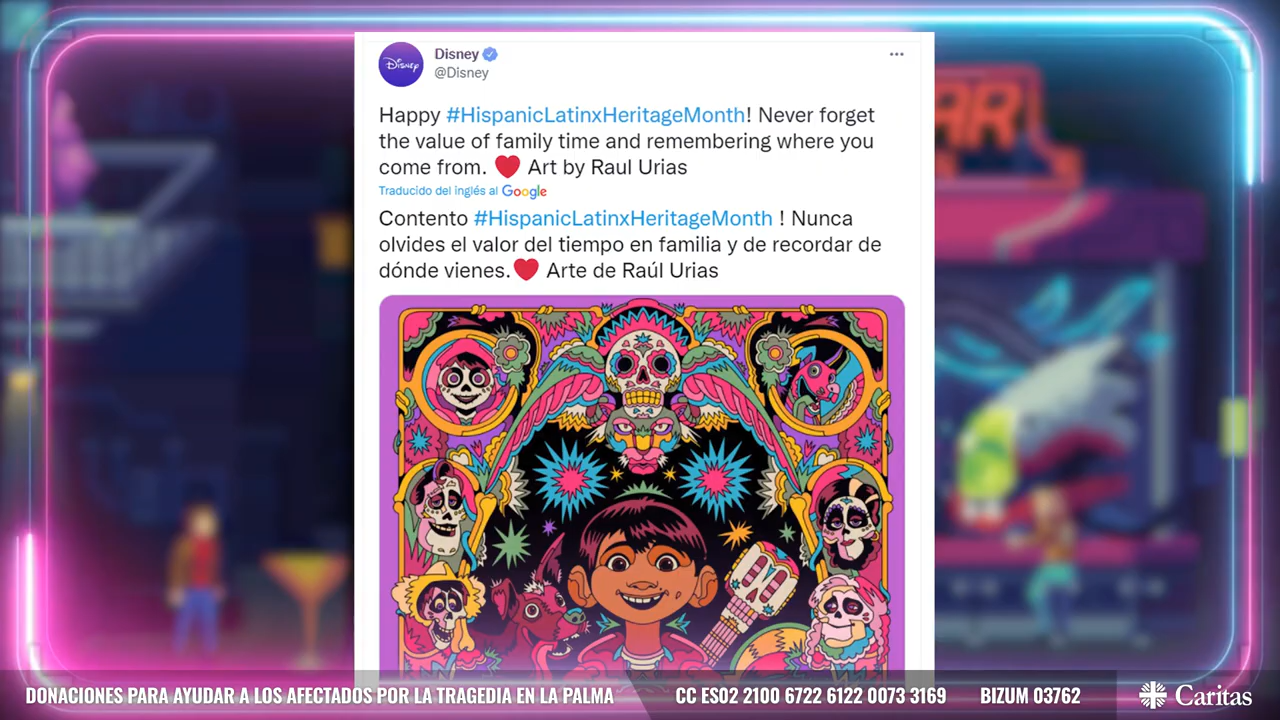 Disney
Disney
@Disney
Happy #HispanicLatinxHeritageMonth! Never forget
the value of family time and remembering where you
come from. ❤️ Art by Raul Urias
Traducido del inglés al Google
Contento #HispanicLatinxHeritageMonth ! Nunca
olvides el valor del tiempo en familia y de recordar de
dónde vienes.❤️ Arte de Raúl Urias
DONACIONES PARA AYUDAR A LOS AFECTADOS POR LA TRAGEDIA EN LA PALMA CC ES02 2100 6722 6122 0073 3169 BIZUM 03762 Caritas